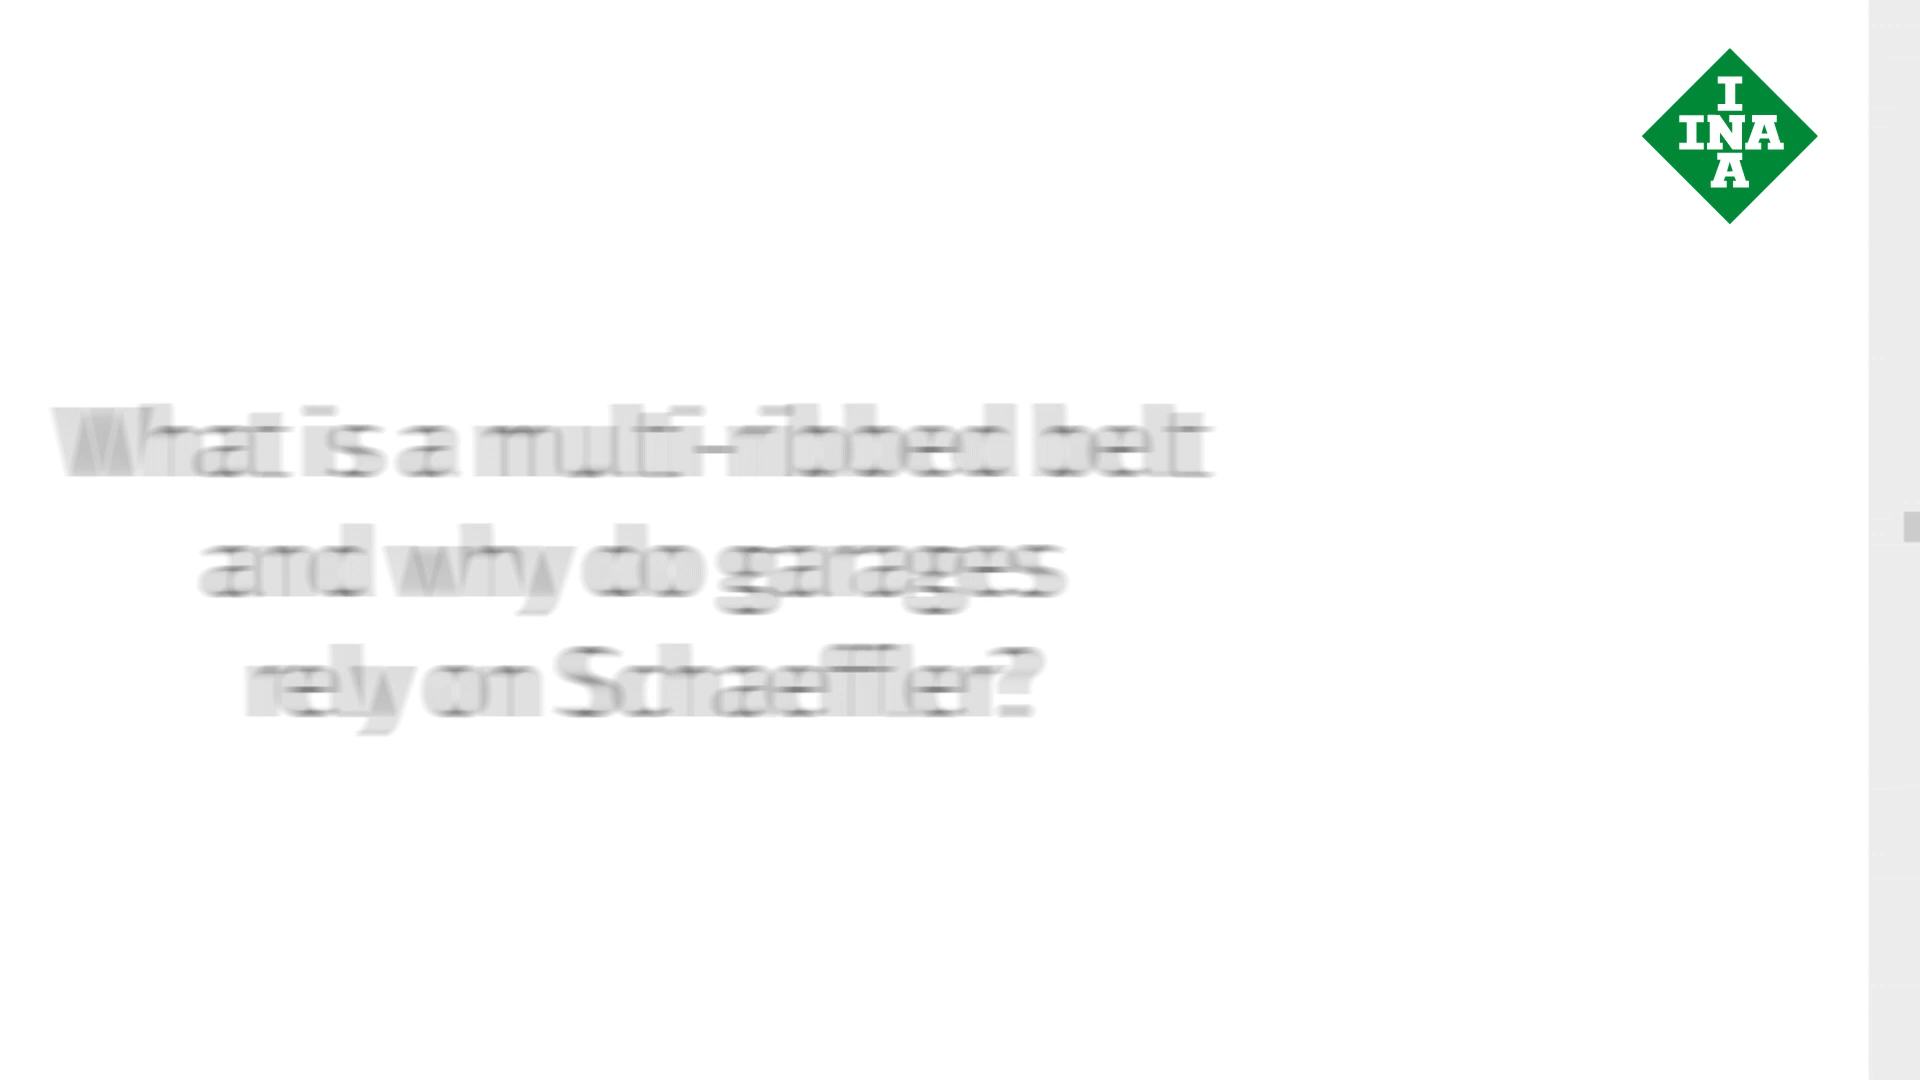 I
INA
A
What is a multi-ribbed belt
and why do garages
rely on Schaeffler?